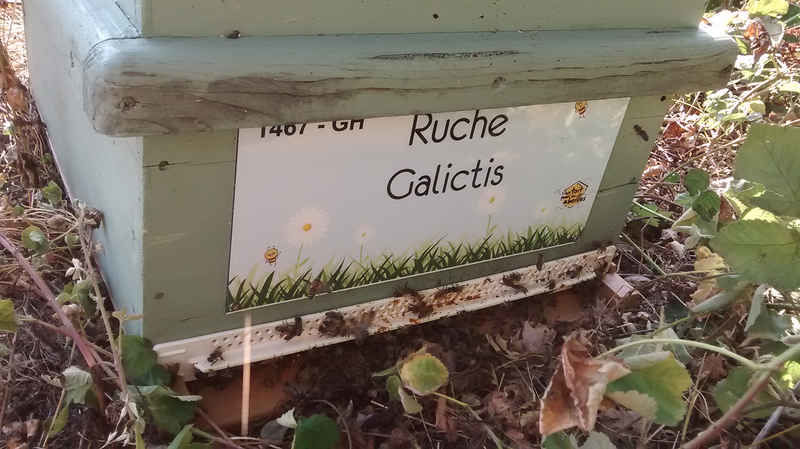 1467 - GH
Ruche
Galictis